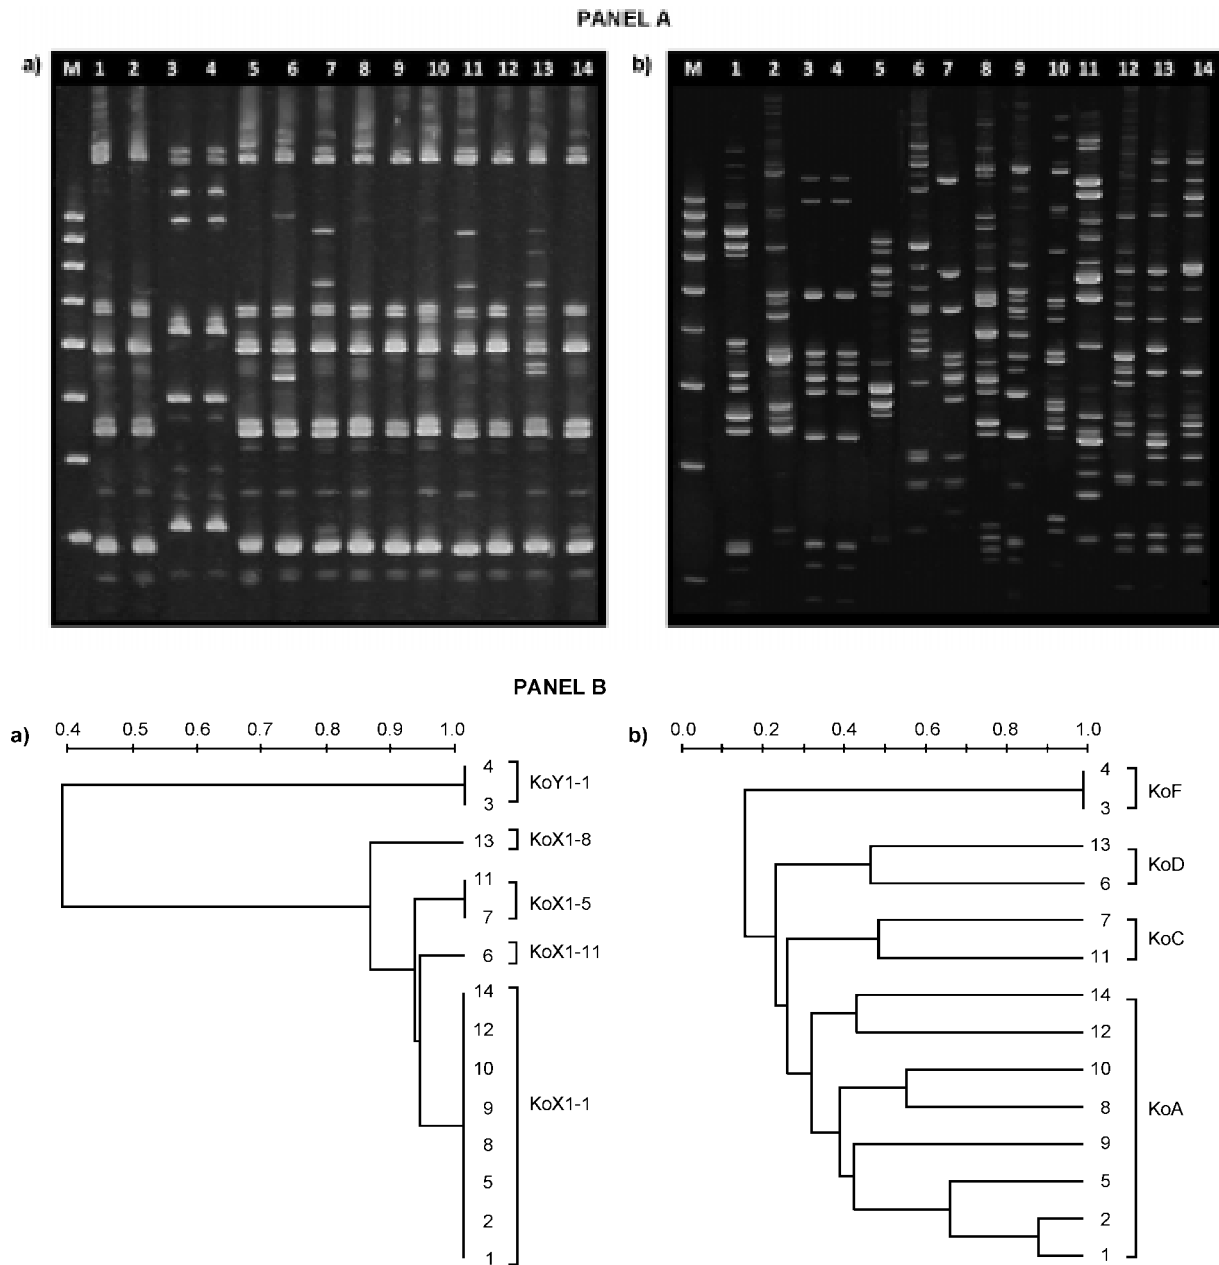 PANEL A
a) M 1 2 3 4 5 6 7 8 9 10 11 12 13 14
b) M 1 2 3 4 5 6 7 8 9 10 11 12 13 14
PANEL B
a)
0.4 0.5 0.6 0.7 0.8 0.9 1.0
4
KoY1-1
3
13 KoX1-8
11
KoX1-5
7
6 KoX1-11
14
12
10
9 KoX1-1
8
5
2
1
b)
0.0 0.2 0.4 0.6 0.8 1.0
4
KoF
3
13
KoD
6
7
KoC
11
14
12
10
8 KoA
9
5
2
1